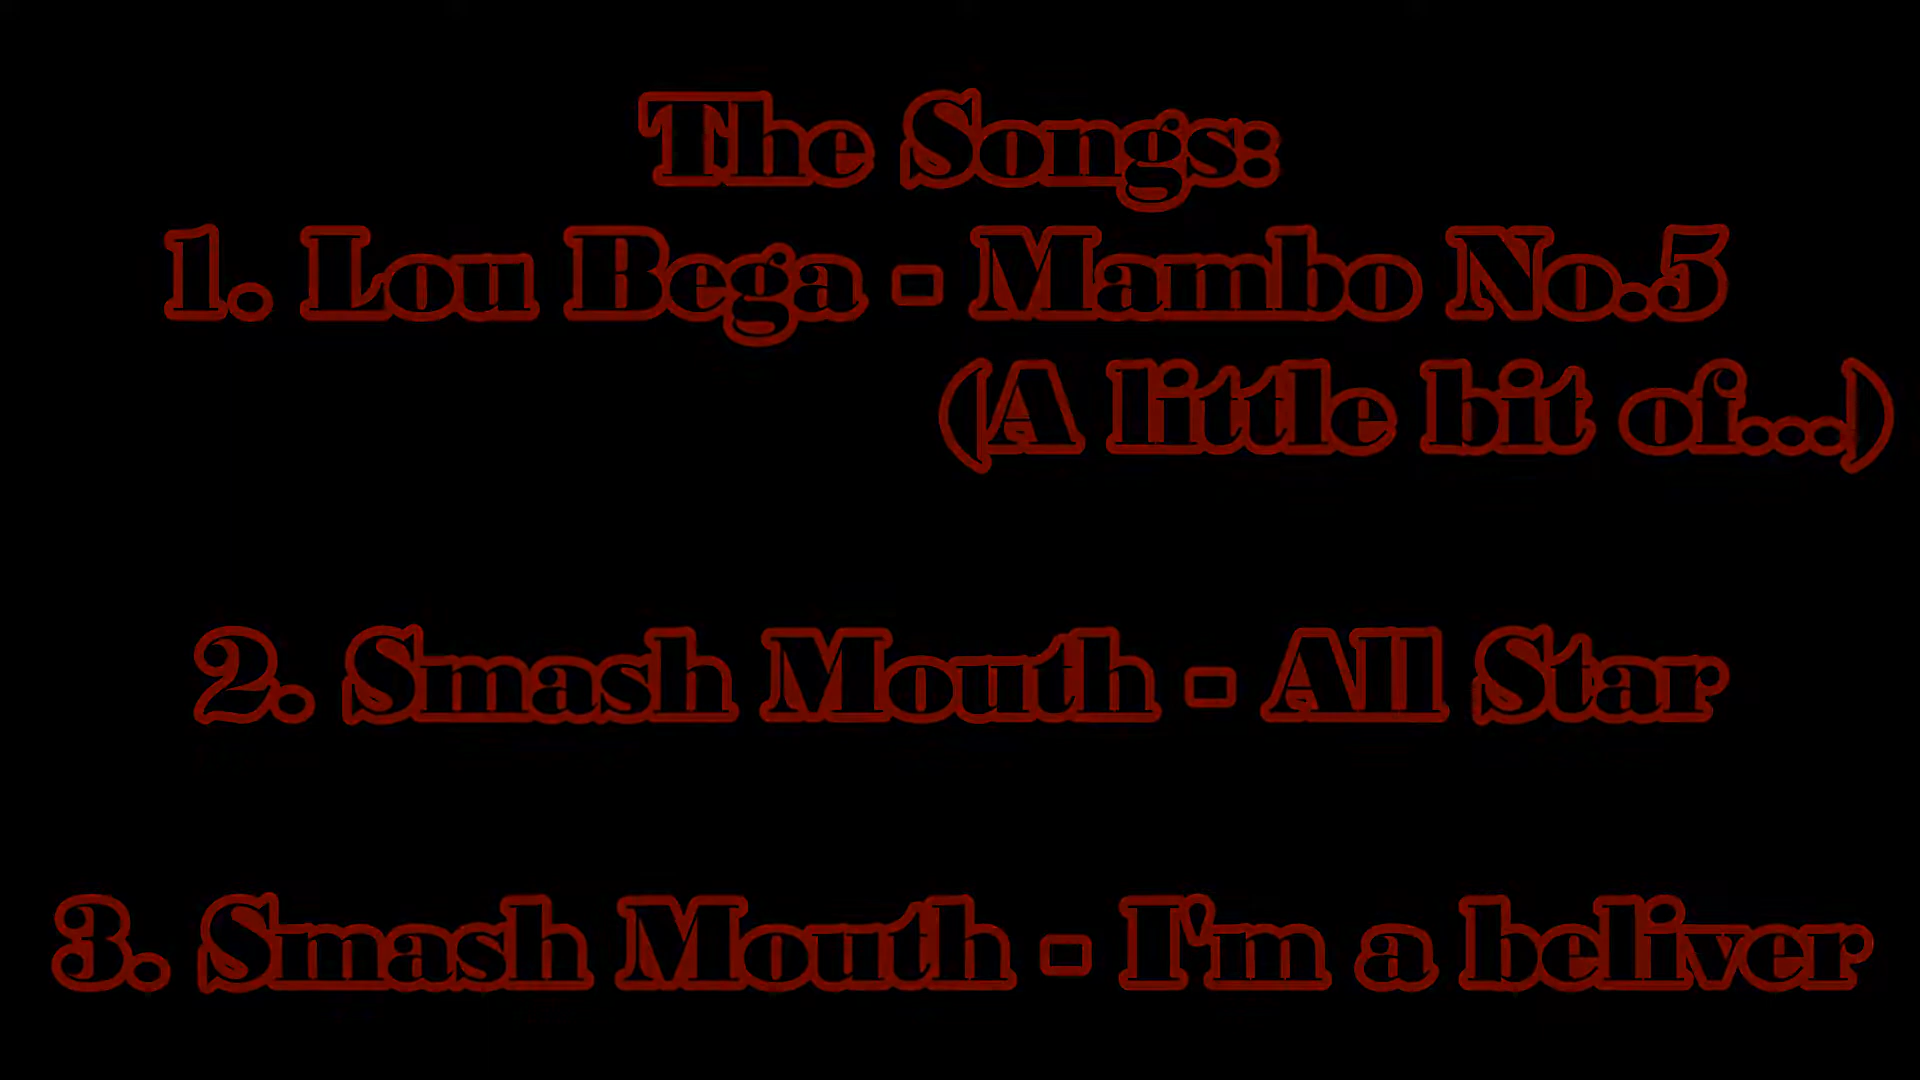 The Songs:
1. Lou Bega - Mambo No.5
(A little bit of...)
2. Smash Mouth - All Star
3. Smash Mouth - I'm a beliver